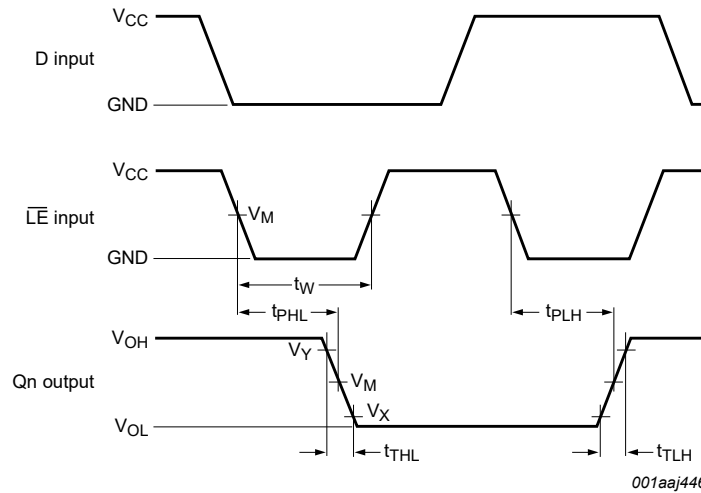 VCC
D input
GND
VCC
LE input
VM
GND
tW
tPHL
tPLH
VOH
VY
Qn output
VM
VX
VOL
tTHL
tTLH
001aaj446